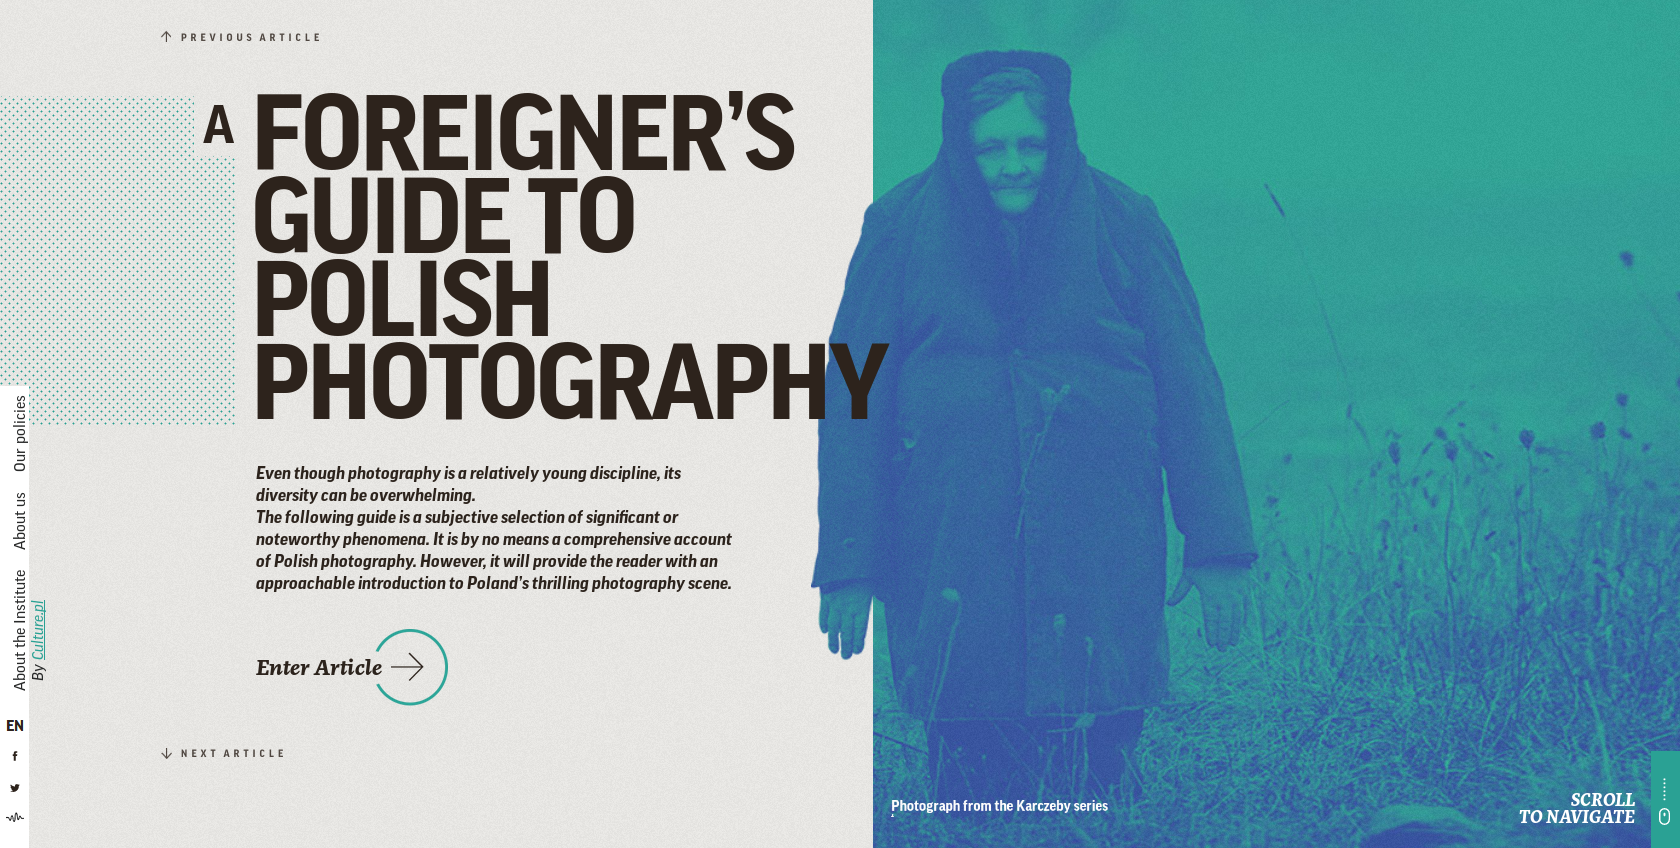 PREVIOUS ARTICLE
A FOREIGNER’S
GUIDE TO
POLISH
PHOTOGRAPHY
Even though photography is a relatively young discipline, its
diversity can be overwhelming.
The following guide is a subjective selection of significant or
noteworthy phenomena. It is by no means a comprehensive account
of Polish photography. However, it will provide the reader with an
approachable introduction to Poland’s thrilling photography scene.
Enter Article
NEXT ARTICLE
Our policies
About us
About the Institute
By Culture.pl
EN
Photograph from the Karczeby series
SCROLL
TO NAVIGATE